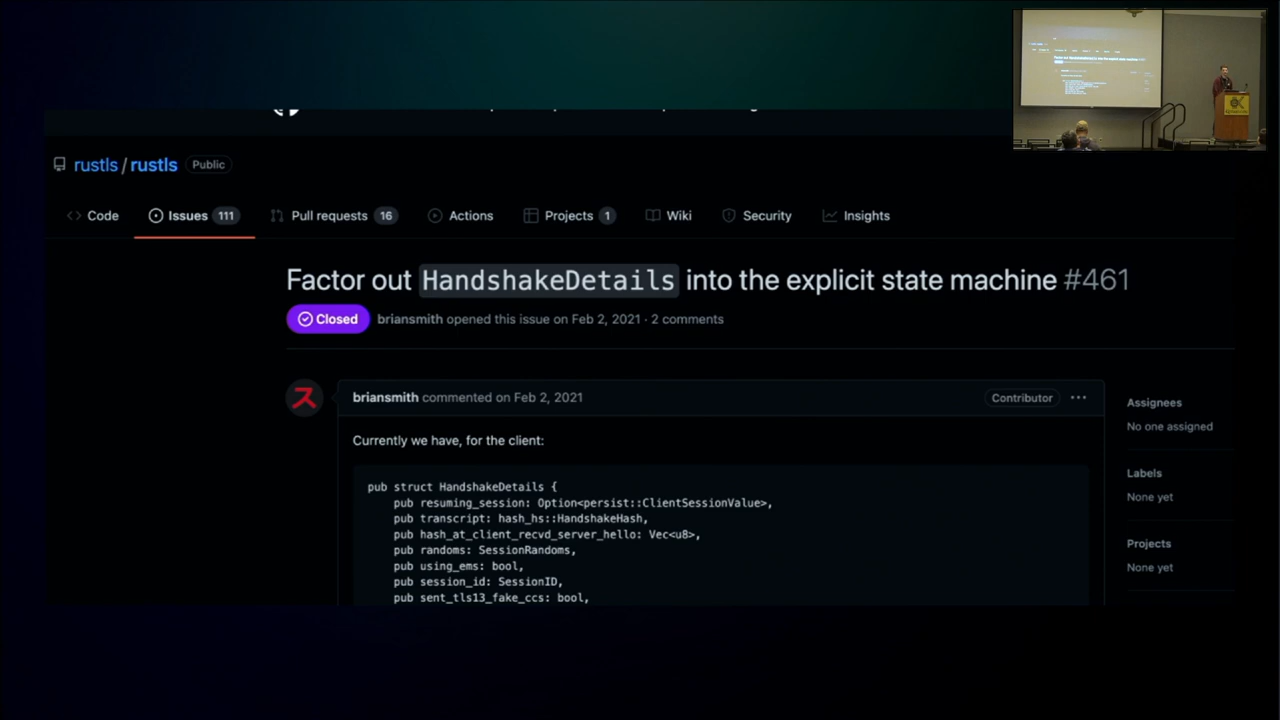 rustls / rustls Public
Code Issues 111 Pull requests 16 Actions Projects 1 Wiki Security Insights
Factor out HandshakeDetails into the explicit state machine #461
Closed briansmith opened this issue on Feb 2, 2021 · 2 comments
briansmith commented on Feb 2, 2021 Contributor ...
Currently we have, for the client:
pub struct HandshakeDetails {
pub resuming_session: Option<persist::ClientSessionValue>,
pub transcript: hash_hs::HandshakeHash,
pub hash_at_client_recvd_server_hello: Vec<u8>,
pub randoms: SessionRandoms,
pub using_ems: bool,
pub session_id: SessionID,
pub sent_tls13_fake_ccs: bool,
Assignees
No one assigned
Labels
None yet
Projects
None yet